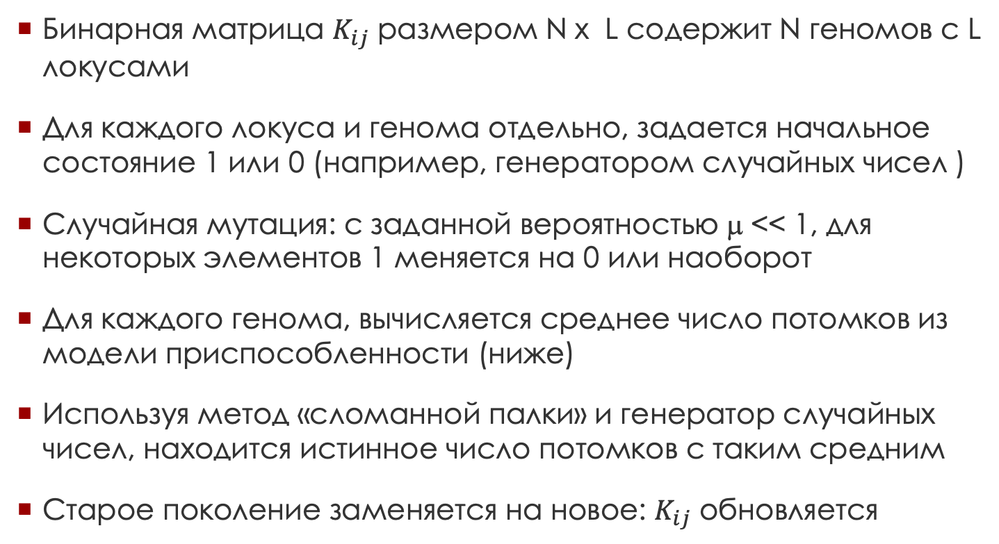 ▪ Бинарная матрица K_{ij} размером N x L содержит N геномов с L
локусами
▪ Для каждого локуса и генома отдельно, задается начальное
состояние 1 или 0 (например, генератором случайных чисел )
▪ Случайная мутация: с заданной вероятностью μ << 1, для
некоторых элементов 1 меняется на 0 или наоборот
▪ Для каждого генома, вычисляется среднее число потомков из
модели приспособленности (ниже)
▪ Используя метод «сломанной палки» и генератор случайных
чисел, находится истинное число потомков с таким средним
▪ Старое поколение заменяется на новое: K_{ij} обновляется